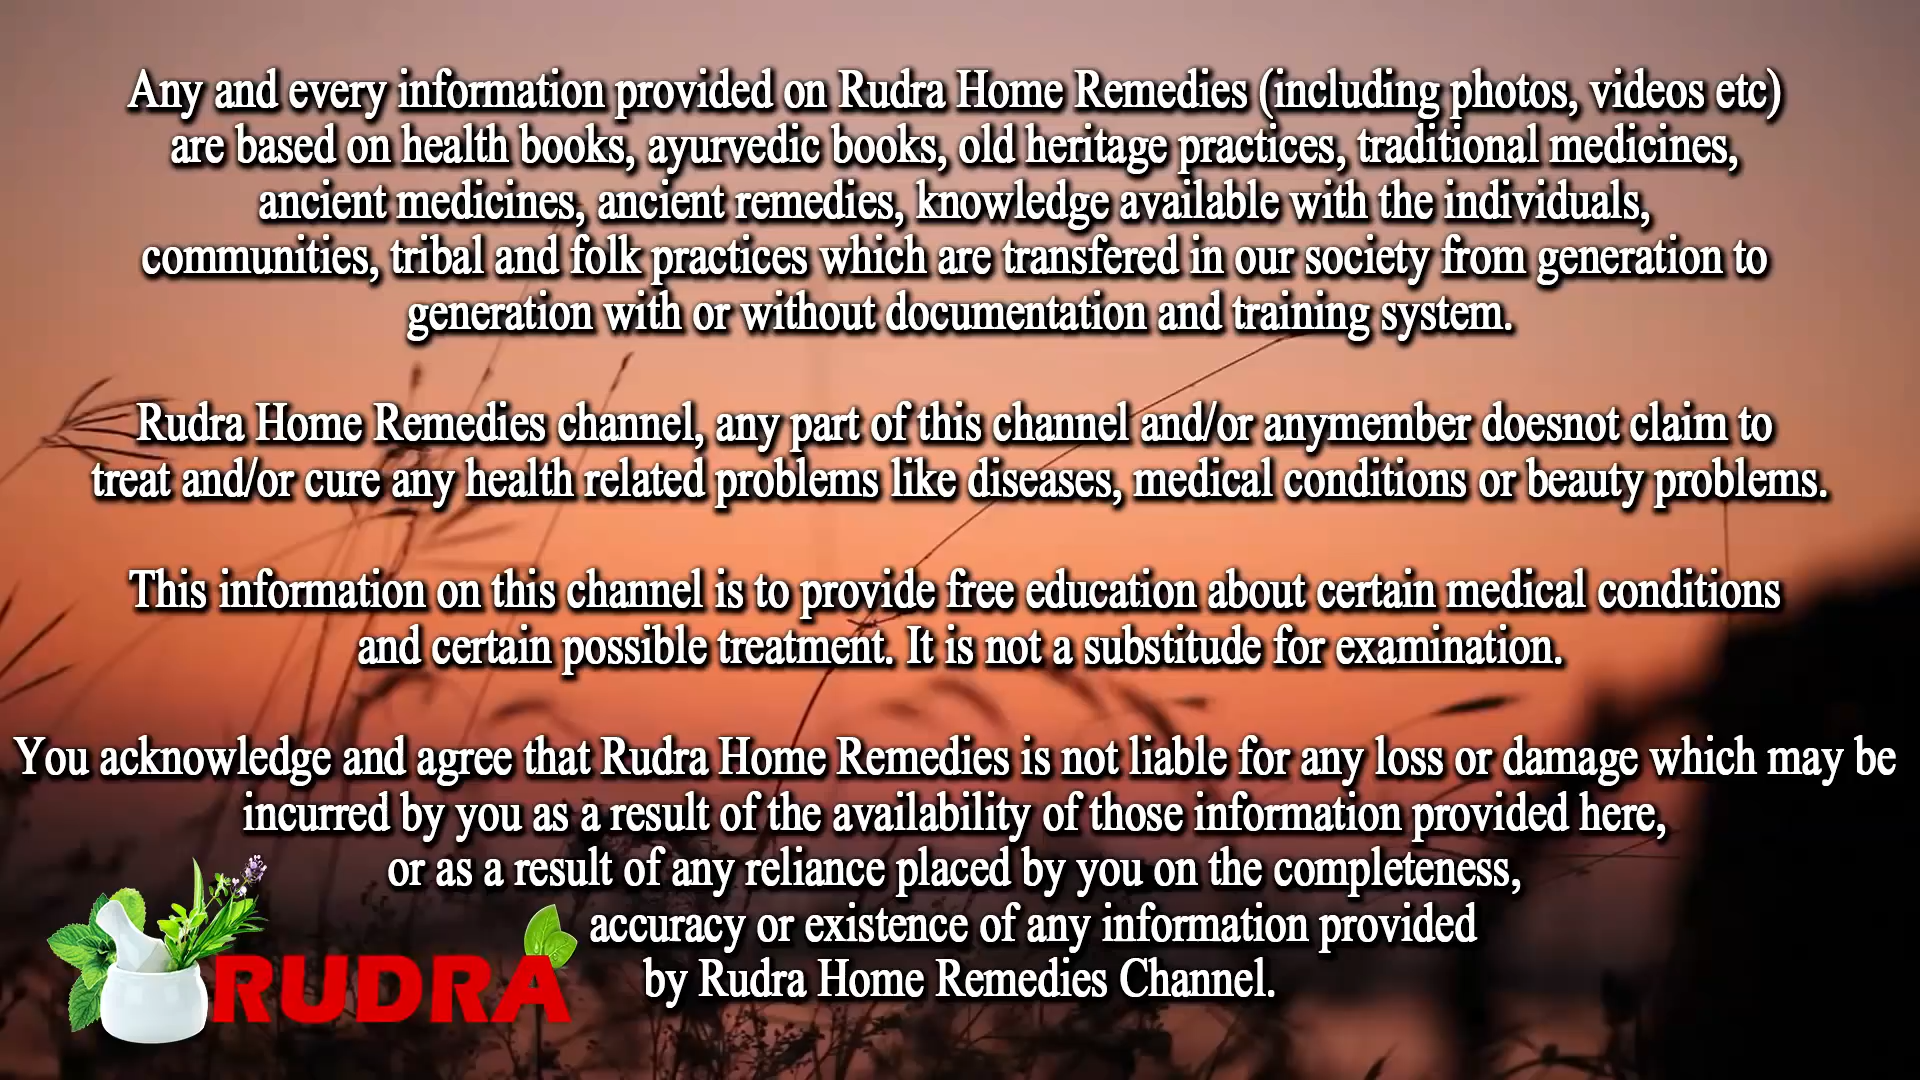 Any and every information provided on Rudra Home Remedies (including photos, videos etc)
are based on health books, ayurvedic books, old heritage practices, traditional medicines,
ancient medicines, ancient remedies, knowledge available with the individuals,
communities, tribal and folk practices which are transfered in our society from generation to
generation with or without documentation and training system.
Rudra Home Remedies channel, any part of this channel and/or anymember doesnot claim to
treat and/or cure any health related problems like diseases, medical conditions or beauty problems.
This information on this channel is to provide free education about certain medical conditions
and certain possible treatment. It is not a substitude for examination.
You acknowledge and agree that Rudra Home Remedies is not liable for any loss or damage which may be
incurred by you as a result of the availability of those information provided here,
or as a result of any reliance placed by you on the completeness,
accuracy or existence of any information provided
by Rudra Home Remedies Channel.
RUDRA